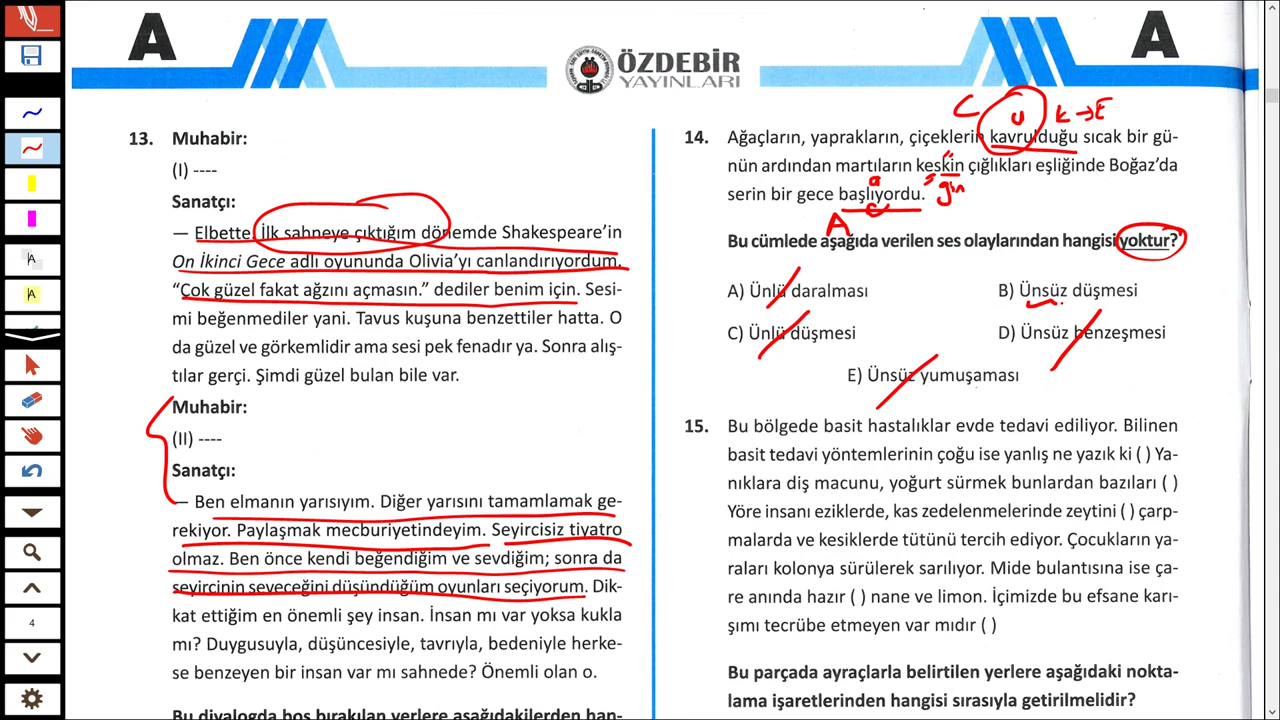 A
ÖZDEBİR
YAYINLARI
A
13. Muhabir:
(I) ----
Sanatçı:
— Elbette. İlk sahneye çıktığım dönemde Shakespeare’in
On İkinci Gece adlı oyununda Olivia’yı canlandırıyordum.
“Çok güzel fakat ağzını açmasın.” dediler benim için. Sesi-
mi beğenmediler yani. Tavus kuşuna benzettiler hatta. O
da güzel ve görkemlidir ama sesi pek fenadır ya. Sonra alış-
tılar gerçi. Şimdi güzel bulan bile var.
Muhabir:
(II) ----
Sanatçı:
— Ben elmanın yarısıyım. Diğer yarısını tamamlamak ge-
rekiyor. Paylaşmak mecburiyetindeyim. Seyircisiz tiyatro
olmaz. Ben önce kendi beğendiğim ve sevdiğim; sonra da
seyircinin seveceğini düşündüğüm oyunları seçiyorum. Dik-
kat ettiğim en önemli şey insan. İnsan mı var yoksa kukla
mı? Duygusuyla, düşüncesiyle, tavrıyla, bedeniyle herke-
se benzeyen bir insan var mı sahnede? Önemli olan o.
Bu diyalogda boş bırakılan yerlere aşağıdakilerden han-
C u k → E
14. Ağaçların, yaprakların, çiçeklerin kavrulduğu sıcak bir gü-
nün ardından martıların keskin çığlıkları eşliğinde Boğaz’da
serin bir gece başlıyordu.
a
gin
A
Bu cümlede aşağıda verilen ses olaylarından hangisi yoktur?
A) Ünlü daralması
B) Ünsüz düşmesi
C) Ünlü düşmesi
D) Ünsüz benzeşmesi
E) Ünsüz yumuşaması
15. Bu bölgede basit hastalıklar evde tedavi ediliyor. Bilinen
basit tedavi yöntemlerinin çoğu ise yanlış ne yazık ki ( ) Ya-
nıklara diş macunu, yoğurt sürmek bunlardan bazıları ( )
Yöre insanı eziklerde, kas zedelenmelerinde zeytini ( ) çarp-
malarda ve kesiklerde tütünü tercih ediyor. Çocukların ya-
raları kolonya sürülerek sarılıyor. Mide bulantısına ise ça-
re anında hazır ( ) nane ve limon. İçimizde bu efsane karı-
şımı tecrübe etmeyen var mıdır ( )
Bu parçada ayraçlarla belirtilen yerlere aşağıdaki nokta-
lama işaretlerinden hangisi sırasıyla getirilmelidir?
A
A
4